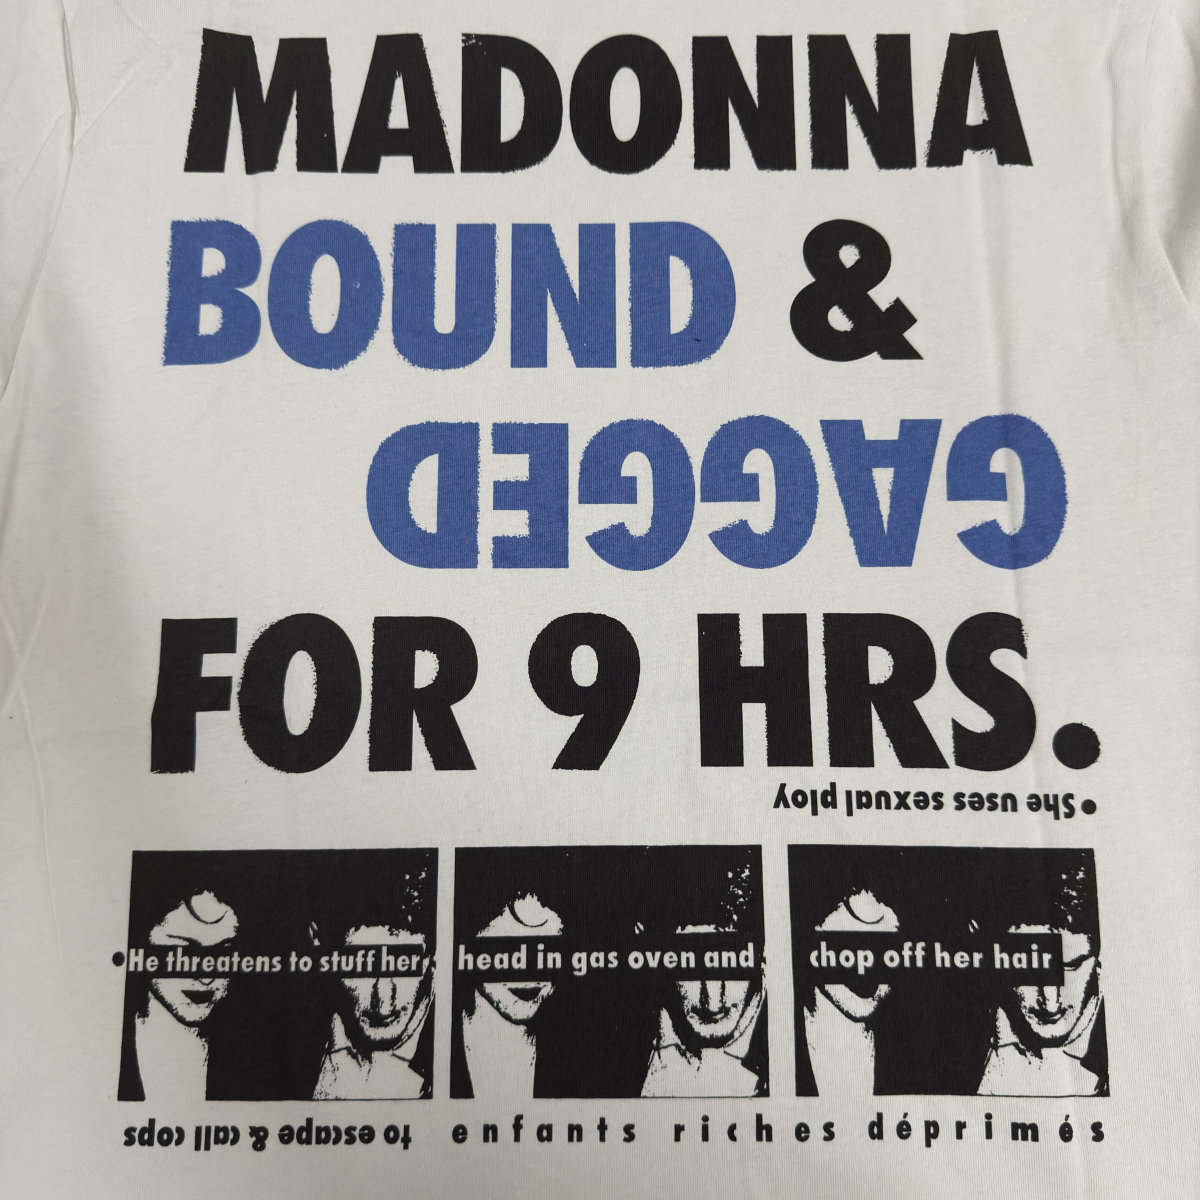 MADONNA
BOUND &
GAGGED
FOR 9 HRS.
•She uses sexual ploy
•He threatens to stuff her head in gas oven and chop off her hair
to escape & call cops
enfants riches déprimés